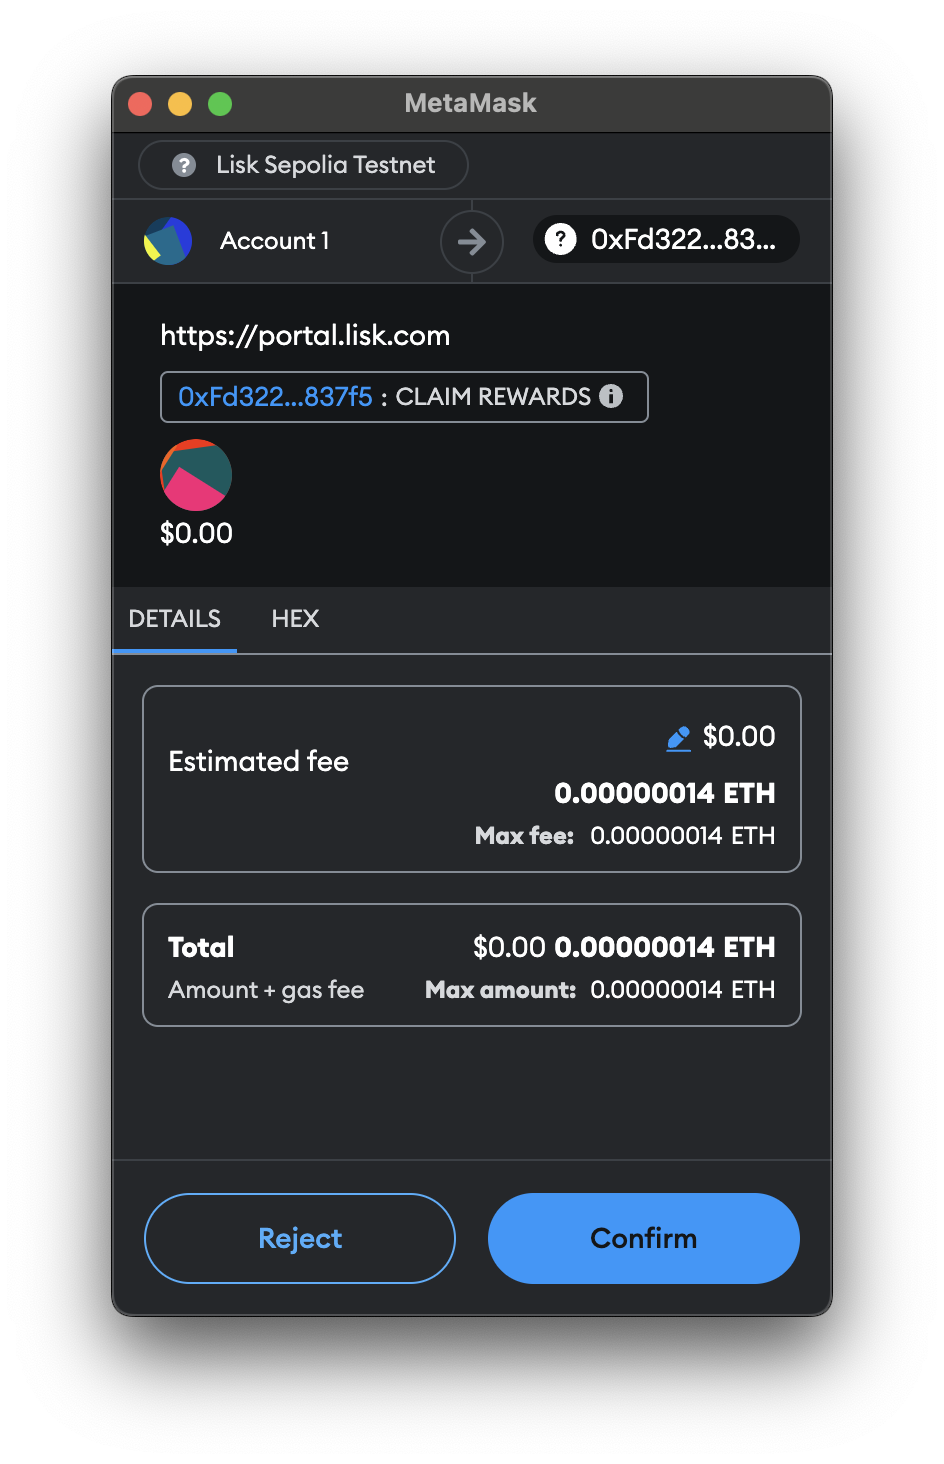 MetaMask
Lisk Sepolia Testnet
Account 1
0xFd322...83...
https://portal.lisk.com
0xFd322...837f5 : CLAIM REWARDS
$0.00
DETAILS HEX
$0.00
Estimated fee
0.00000014 ETH
Max fee: 0.00000014 ETH
Total $0.00 0.00000014 ETH
Amount + gas fee Max amount: 0.00000014 ETH
Reject Confirm